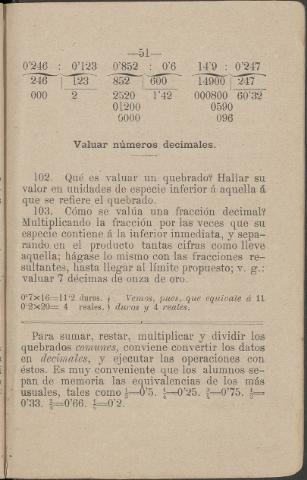 —51—
0'246 : 0'123 0'852 : 0'6 14'9 : 0'247
246 123 852 600 14900 247
000 2 2520 1'42 000800 60'32
01200 0590
0000 096
Valuar números decimales.
102. Qué es valuar un quebrado? Hallar su
valor en unidades de especie inferior á aquella á
que se refiere el quebrado.
103. Cómo se valúa una fracción decimal?
Multiplicando la fracción por las veces que su
especie contiene á la inferior inmediata, y sepa-
rando en el producto tantas cifras como lleve
aquella; hágase lo mismo con las fracciones re-
sultantes, hasta llegar al límite propuesto; v. g.:
valuar 7 décimas de onza de oro.
0'7×16=11'2 duros. } Vemos, pues, que equivale á 11
0'2×20= 4 reales. } duros y 4 reales.
Para sumar, restar, multiplicar y dividir los
quebrados comunes, conviene convertir los datos
en decimales, y ejecutar las operaciones con
éstos. Es muy conveniente que los alumnos se-
pan de memoria las equivalencias de los más
usuales, tales como ½=0'5. ¼=0'25. ¾=0'75. ⅓=
0'33. ⅔=0'66. ⅕=0'2.